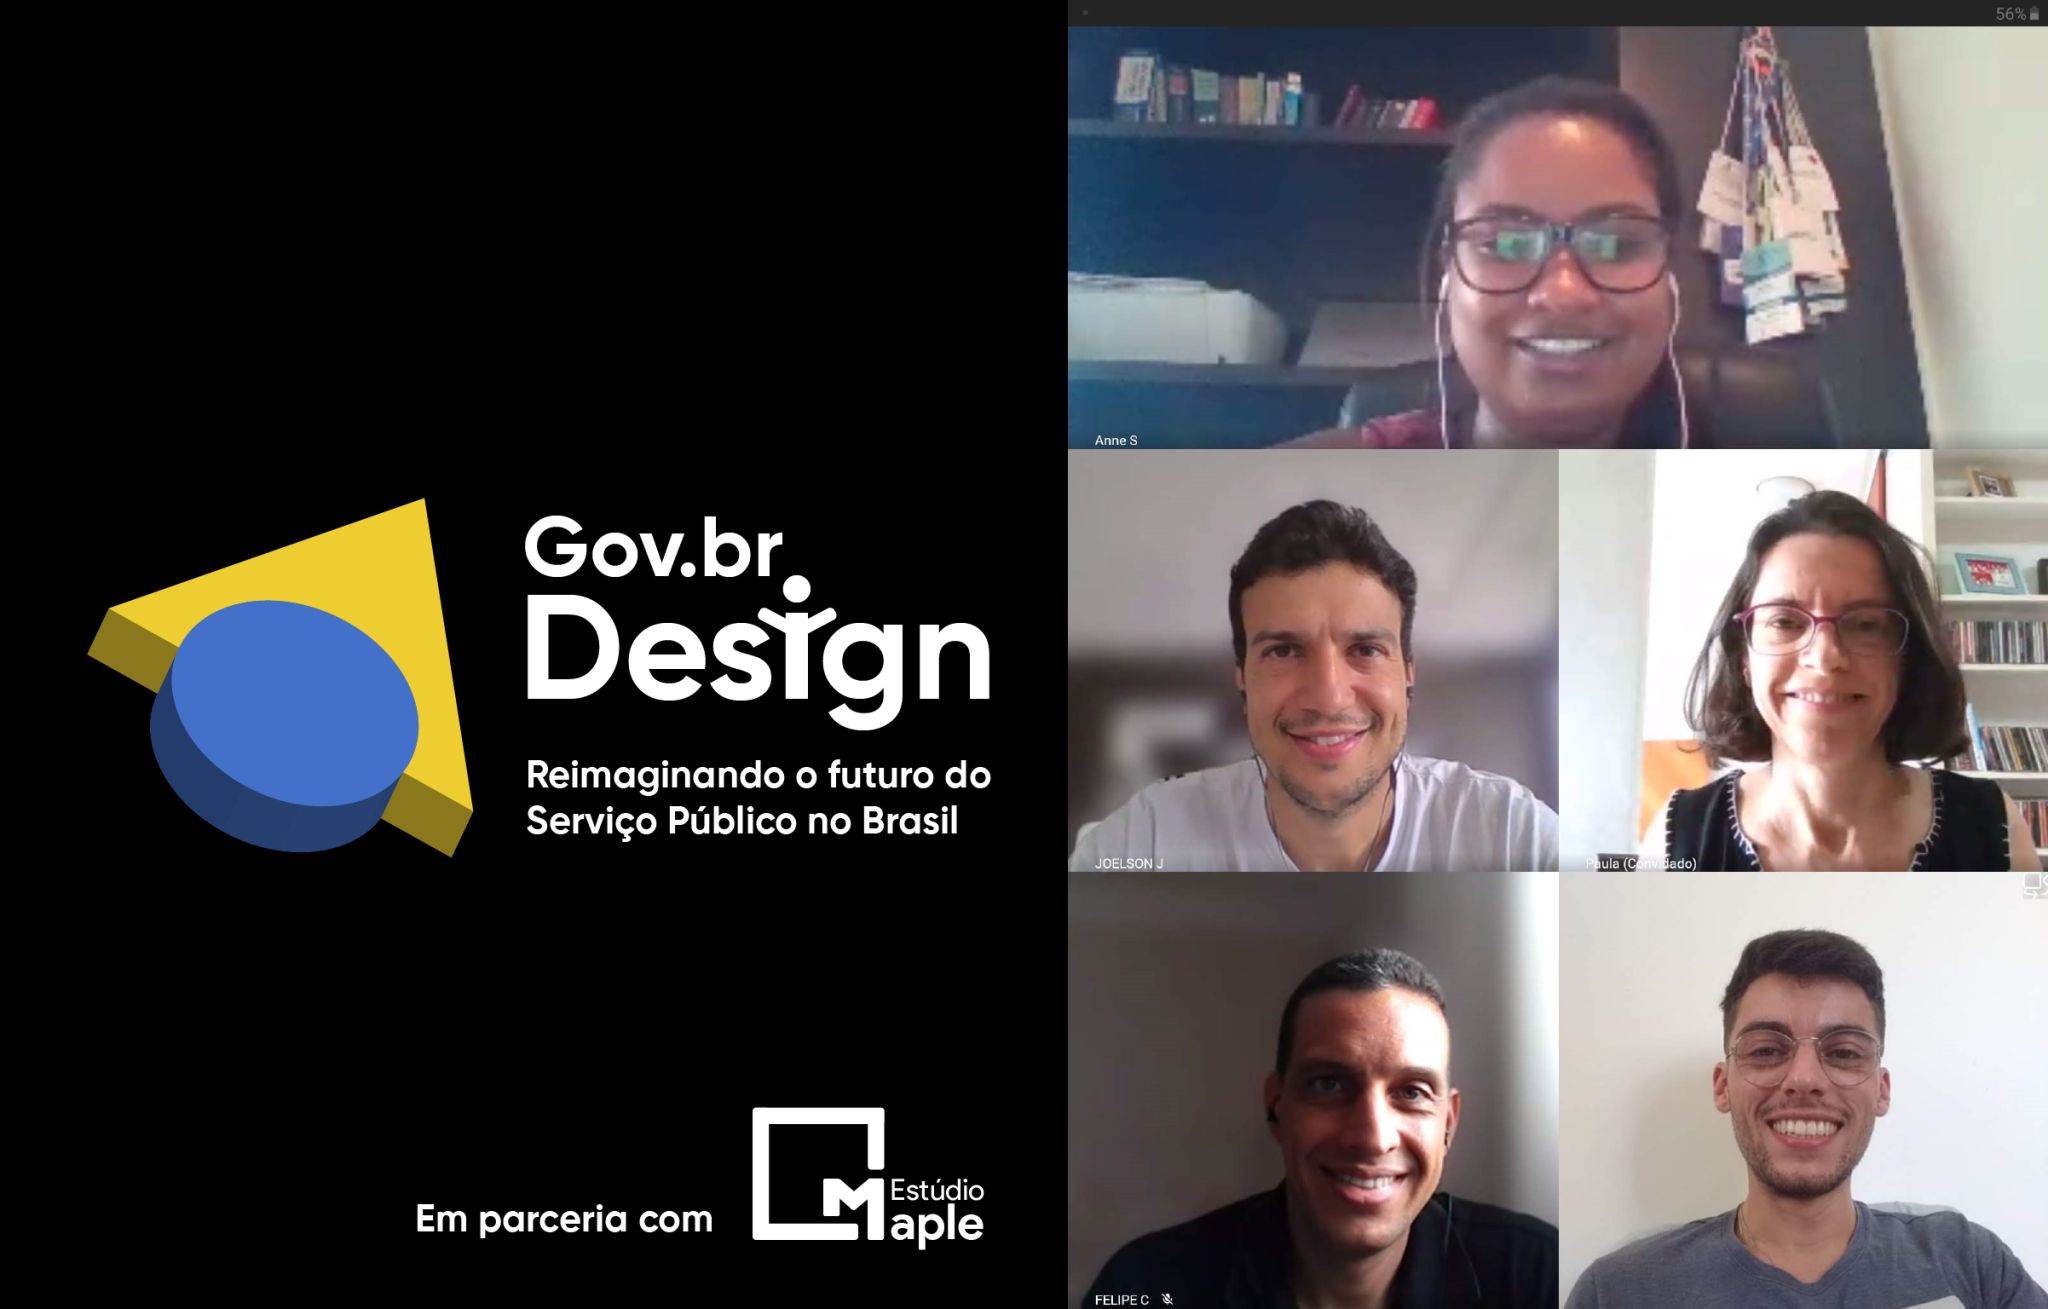 Gov.br
Design
Reimaginando o futuro do
Serviço Público no Brasil
Em parceria com
Estúdio
Maple
56%
Anne S
JOELSON J
Paula (Convidado)
FELIPE C